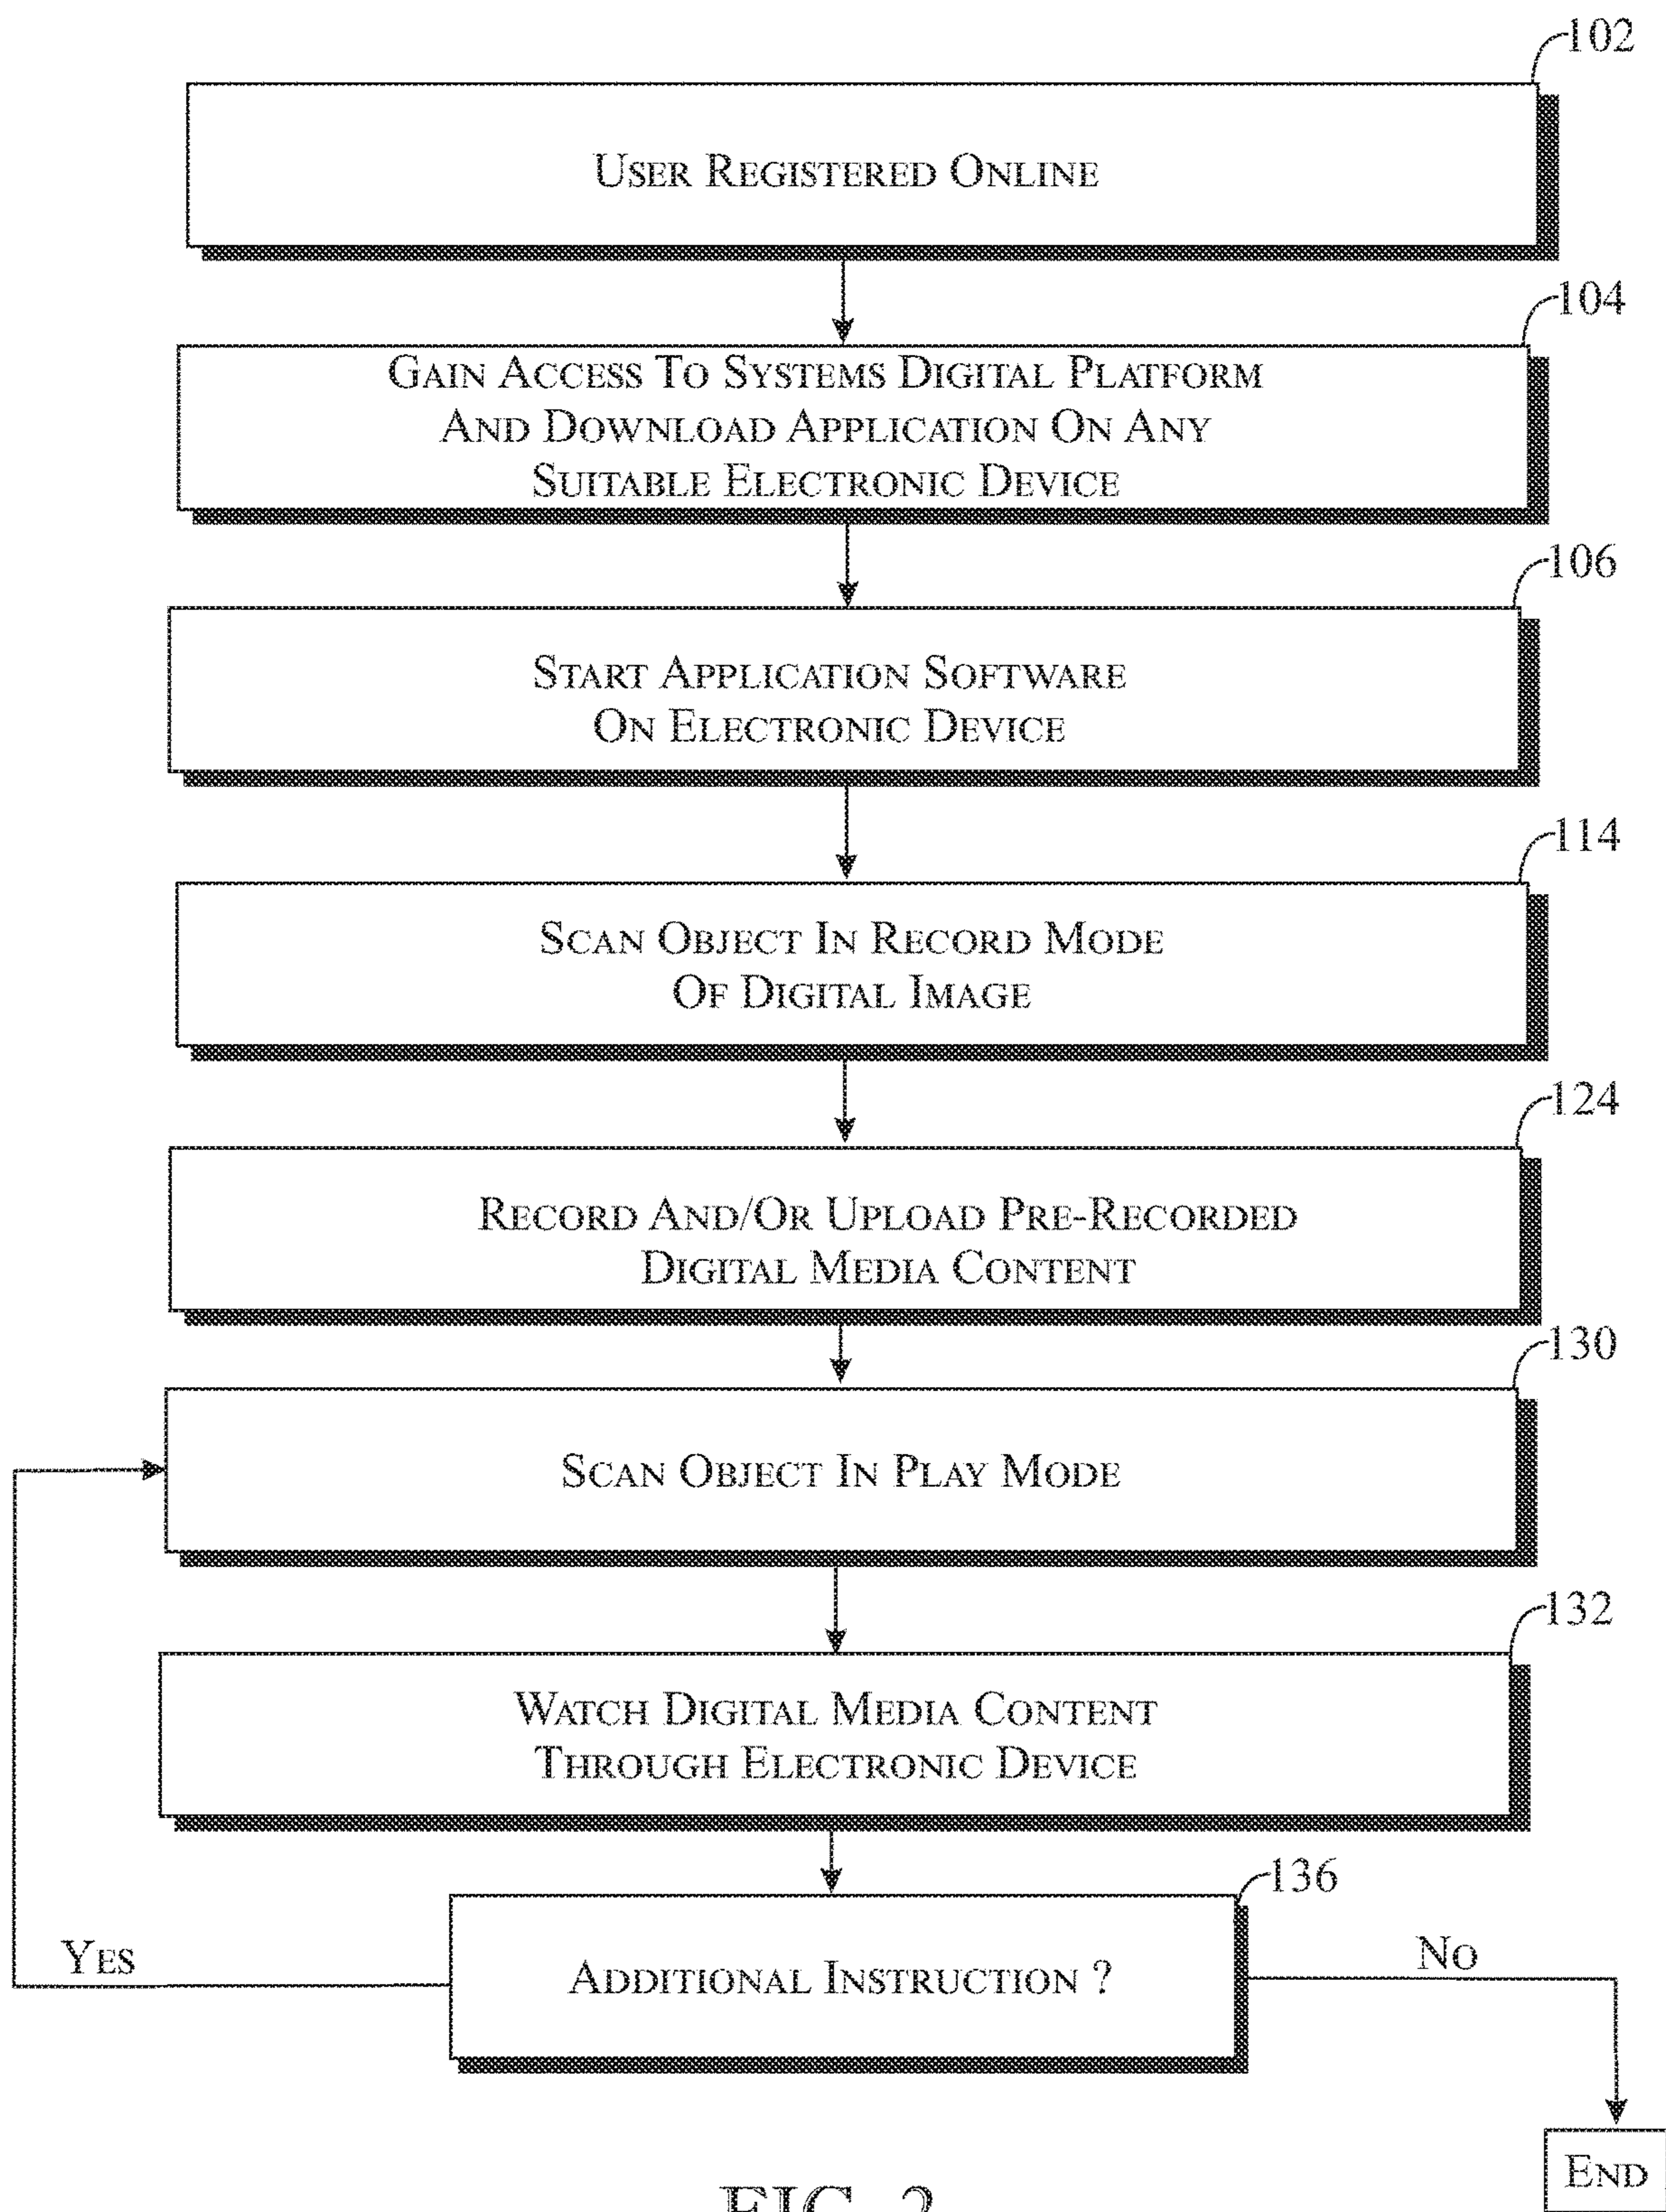 102
User Registered Online
104
Gain Access To Systems Digital Platform
And Download Application On Any
Suitable Electronic Device
106
Start Application Software
On Electronic Device
114
Scan Object In Record Mode
Of Digital Image
124
Record And/Or Upload Pre-Recorded
Digital Media Content
130
Scan Object In Play Mode
132
Watch Digital Media Content
Through Electronic Device
136
Additional Instruction ?
Yes
No
End
FIG. 2